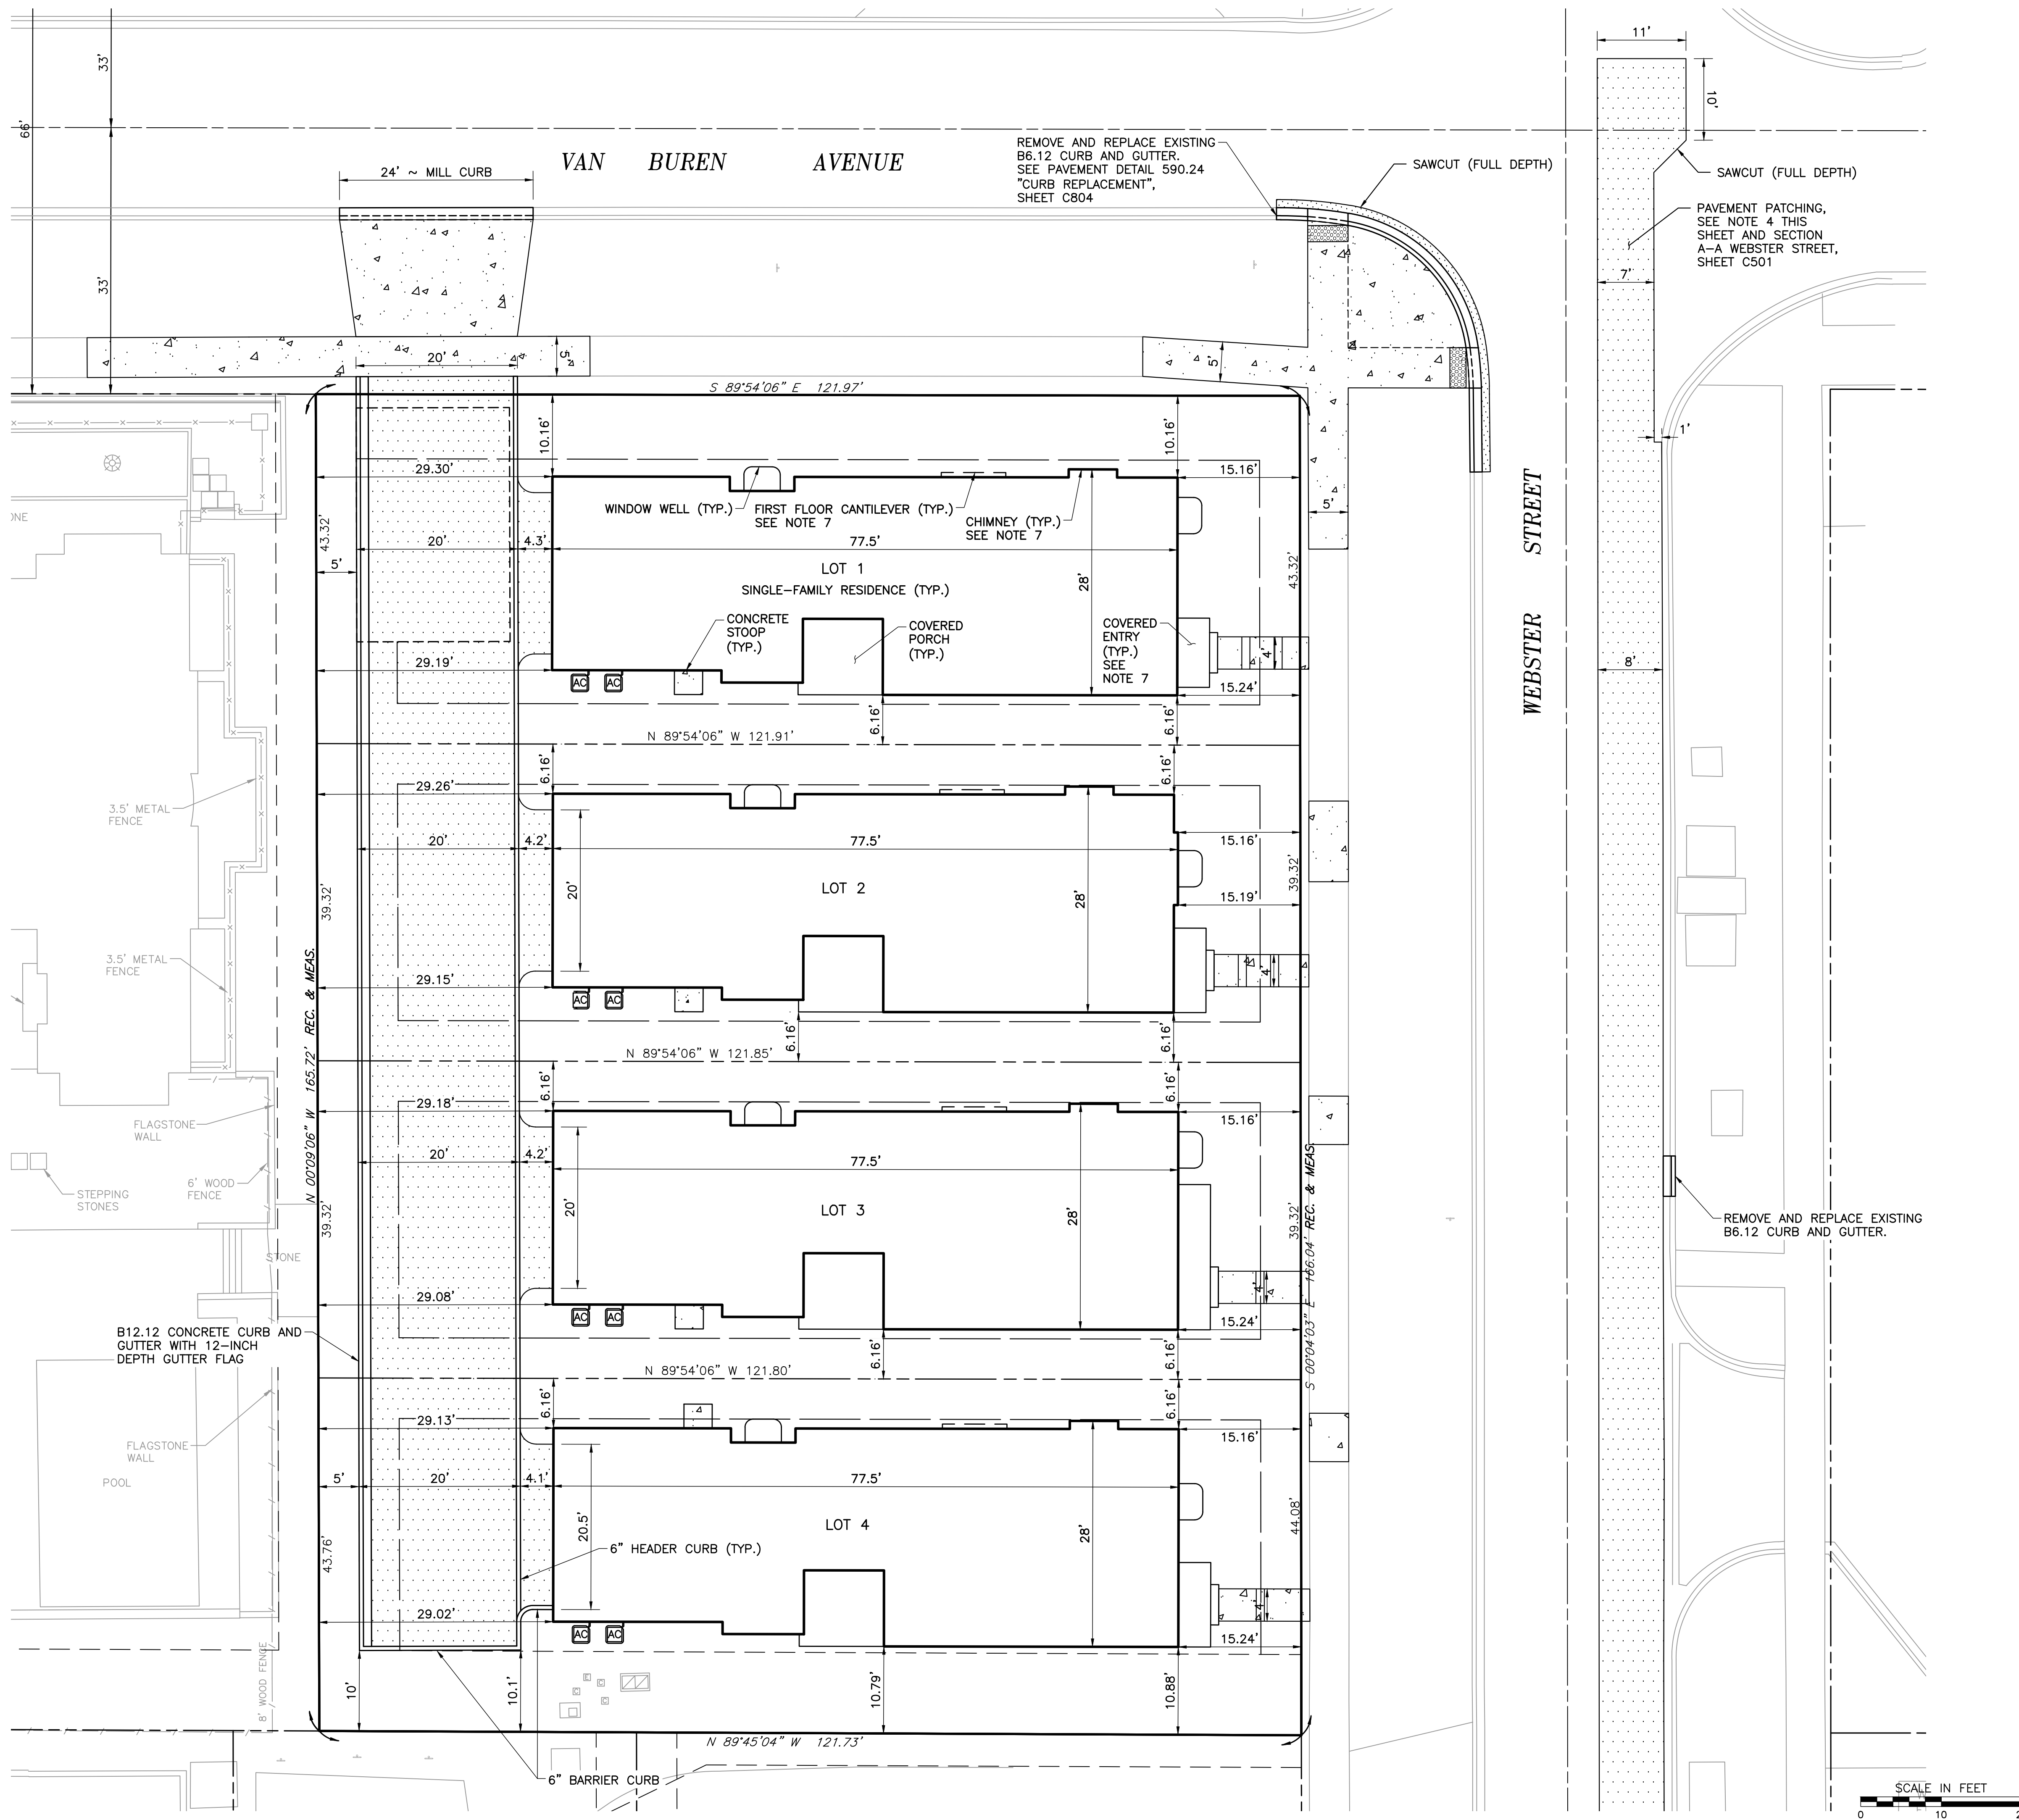 11'
33'
66'
10'
VAN BUREN AVENUE
24' ~ MILL CURB
REMOVE AND REPLACE EXISTING
B6.12 CURB AND GUTTER.
SEE PAVEMENT DETAIL 590.24
"CURB REPLACEMENT",
SHEET C804
SAWCUT (FULL DEPTH)
SAWCUT (FULL DEPTH)
PAVEMENT PATCHING,
SEE NOTE 4 THIS
SHEET AND SECTION
A-A WEBSTER STREET,
SHEET C501
33'
7'
20'
5'
5'
S 89°54'06" E 121.97'
1'
10.16'
10.16'
29.30'
15.16'
WINDOW WELL (TYP.)
FIRST FLOOR CANTILEVER (TYP.)
SEE NOTE 7
CHIMNEY (TYP.)
SEE NOTE 7
5'
43.32'
20'
4.3'
77.5'
5'
LOT 1
28'
43.32'
SINGLE-FAMILY RESIDENCE (TYP.)
CONCRETE
STOOP
(TYP.)
COVERED
PORCH
(TYP.)
COVERED
ENTRY
(TYP.)
SEE
NOTE 7
4'
WEBSTER STREET
8'
29.19'
AC
AC
15.24'
6.16'
6.16'
N 89°54'06" W 121.91'
6.16'
6.16'
29.26'
3.5' METAL
FENCE
20'
4.2'
77.5'
15.16'
LOT 2
20'
28'
39.32'
39.32'
15.19'
3.5' METAL
FENCE
29.15'
4'
AC
AC
6.16'
6.16'
N 89°54'06" W 121.85'
N 00°09'06" W 165.72' REC. & MEAS.
6.16'
6.16'
29.18'
15.16'
FLAGSTONE
WALL
20'
4.2'
77.5'
6' WOOD
FENCE
STEPPING
STONES
LOT 3
20'
28'
39.32'
39.32'
S 00°04'03" E 166.04' REC. & MEAS.
REMOVE AND REPLACE EXISTING
B6.12 CURB AND GUTTER.
STONE
29.08'
4'
AC
AC
15.24'
B12.12 CONCRETE CURB AND
GUTTER WITH 12-INCH
DEPTH GUTTER FLAG
6.16'
6.16'
N 89°54'06" W 121.80'
6.16'
6.16'
29.13'
15.16'
FLAGSTONE
WALL
POOL
5'
20'
4.1'
77.5'
LOT 4
20.5'
28'
44.08'
43.76'
6" HEADER CURB (TYP.)
4'
29.02'
AC
AC
15.24'
8' WOOD FENCE
10'
10.1'
10.79'
10.88'
E
C
C
C
N 89°45'04" W 121.73'
6" BARRIER CURB
SCALE IN FEET
0 10